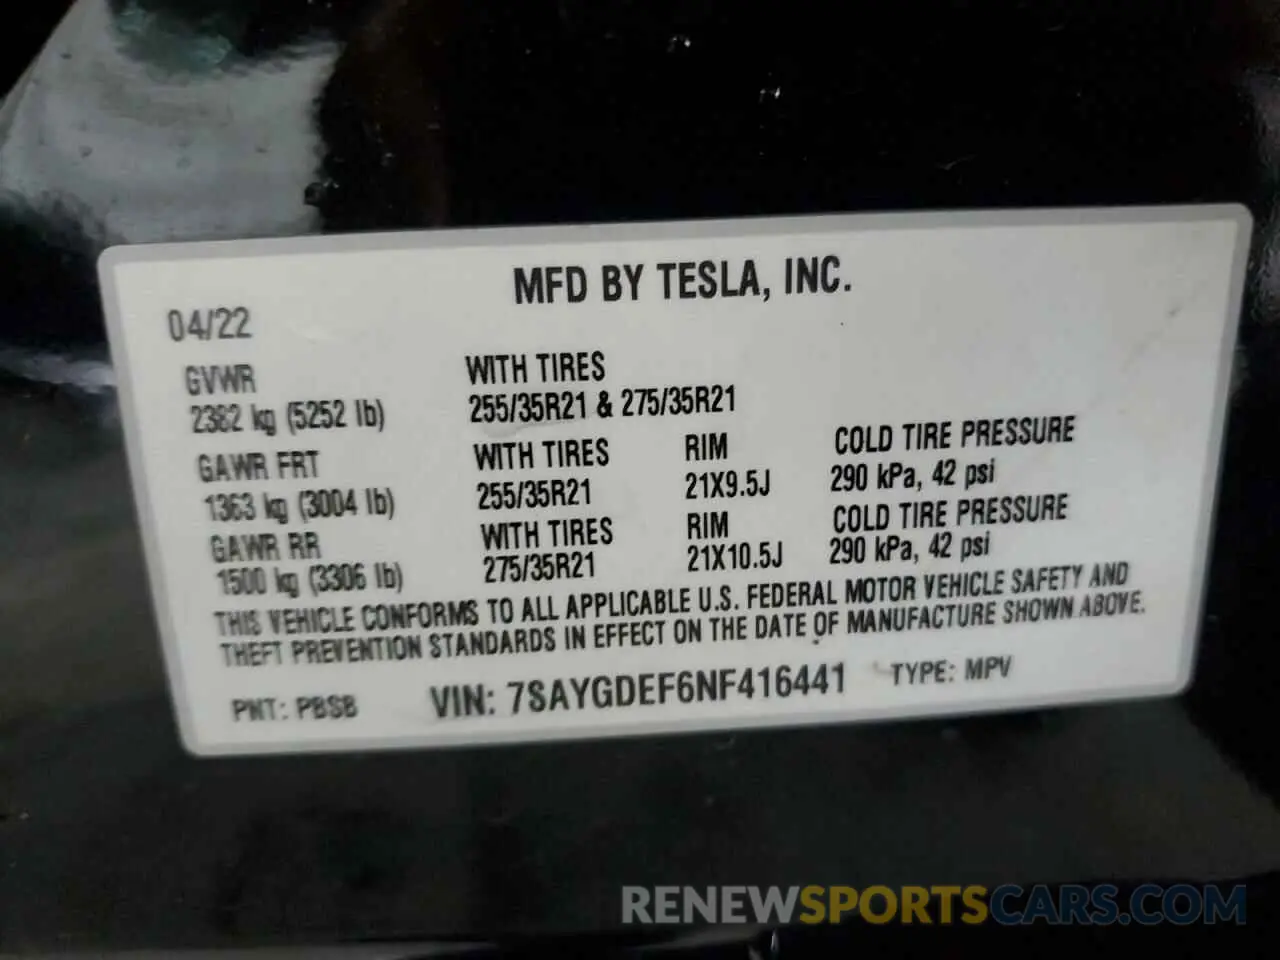 MFD BY TESLA, INC.
04/22
GVWR WITH TIRES
2382 kg (5252 lb) 255/35R21 & 275/35R21
GAWR FRT WITH TIRES RIM COLD TIRE PRESSURE
1363 kg (3004 lb) 255/35R21 21X9.5J 290 kPa, 42 psi
GAWR RR WITH TIRES RIM COLD TIRE PRESSURE
1500 kg (3306 lb) 275/35R21 21X10.5J 290 kPa, 42 psi
THIS VEHICLE CONFORMS TO ALL APPLICABLE U.S. FEDERAL MOTOR VEHICLE SAFETY AND
THEFT PREVENTION STANDARDS IN EFFECT ON THE DATE OF MANUFACTURE SHOWN ABOVE.
PNT: PBSB VIN: 7SAYGDEF6NF416441 TYPE: MPV
RENEWSPORTSCARS.COM